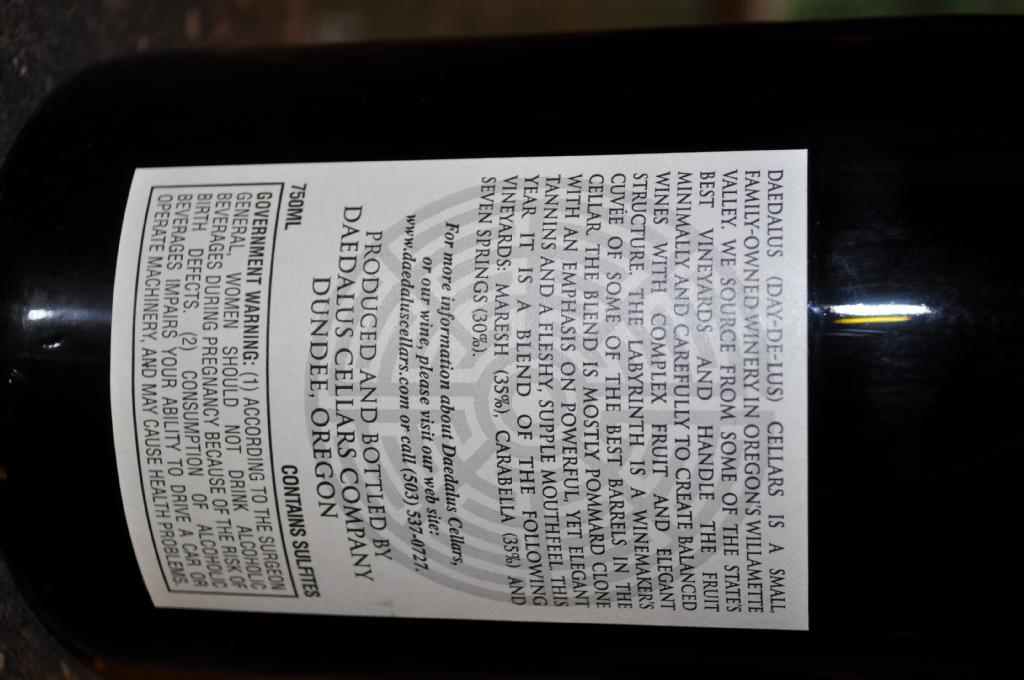 DAEDALUS (DAY-DE-LUS) CELLARS IS A SMALL,
FAMILY-OWNED WINERY IN OREGON'S WILLAMETTE
VALLEY. WE SOURCE FROM SOME OF THE STATE'S
BEST VINEYARDS AND HANDLE THE FRUIT
MINIMALLY AND CAREFULLY TO CREATE BALANCED
WINES WITH COMPLEX FRUIT AND ELEGANT
STRUCTURE. THE LABYRINTH IS A WINEMAKER'S
CUVÉE OF SOME OF THE BEST BARRELS IN THE
CELLAR. THE BLEND IS MOSTLY POMMARD CLONE
WITH AN EMPHASIS ON POWERFUL, YET ELEGANT
TANNINS AND A FLESHY, SUPPLE MOUTHFEEL. THIS
YEAR IT IS A BLEND OF THE FOLLOWING
VINEYARDS: MARESH (35%), CARABELLA (35%) AND
SEVEN SPRINGS (30%).
For more information about Daedalus Cellars,
or our wine, please visit our web site:
www.daedaluscellars.com or call (503) 537-0727.
PRODUCED AND BOTTLED BY
DAEDALUS CELLARS COMPANY
DUNDEE, OREGON
750ML CONTAINS SULFITES
GOVERNMENT WARNING: (1) ACCORDING TO THE SURGEON
GENERAL, WOMEN SHOULD NOT DRINK ALCOHOLIC
BEVERAGES DURING PREGNANCY BECAUSE OF THE RISK OF
BIRTH DEFECTS. (2) CONSUMPTION OF ALCOHOLIC
BEVERAGES IMPAIRS YOUR ABILITY TO DRIVE A CAR OR
OPERATE MACHINERY, AND MAY CAUSE HEALTH PROBLEMS.